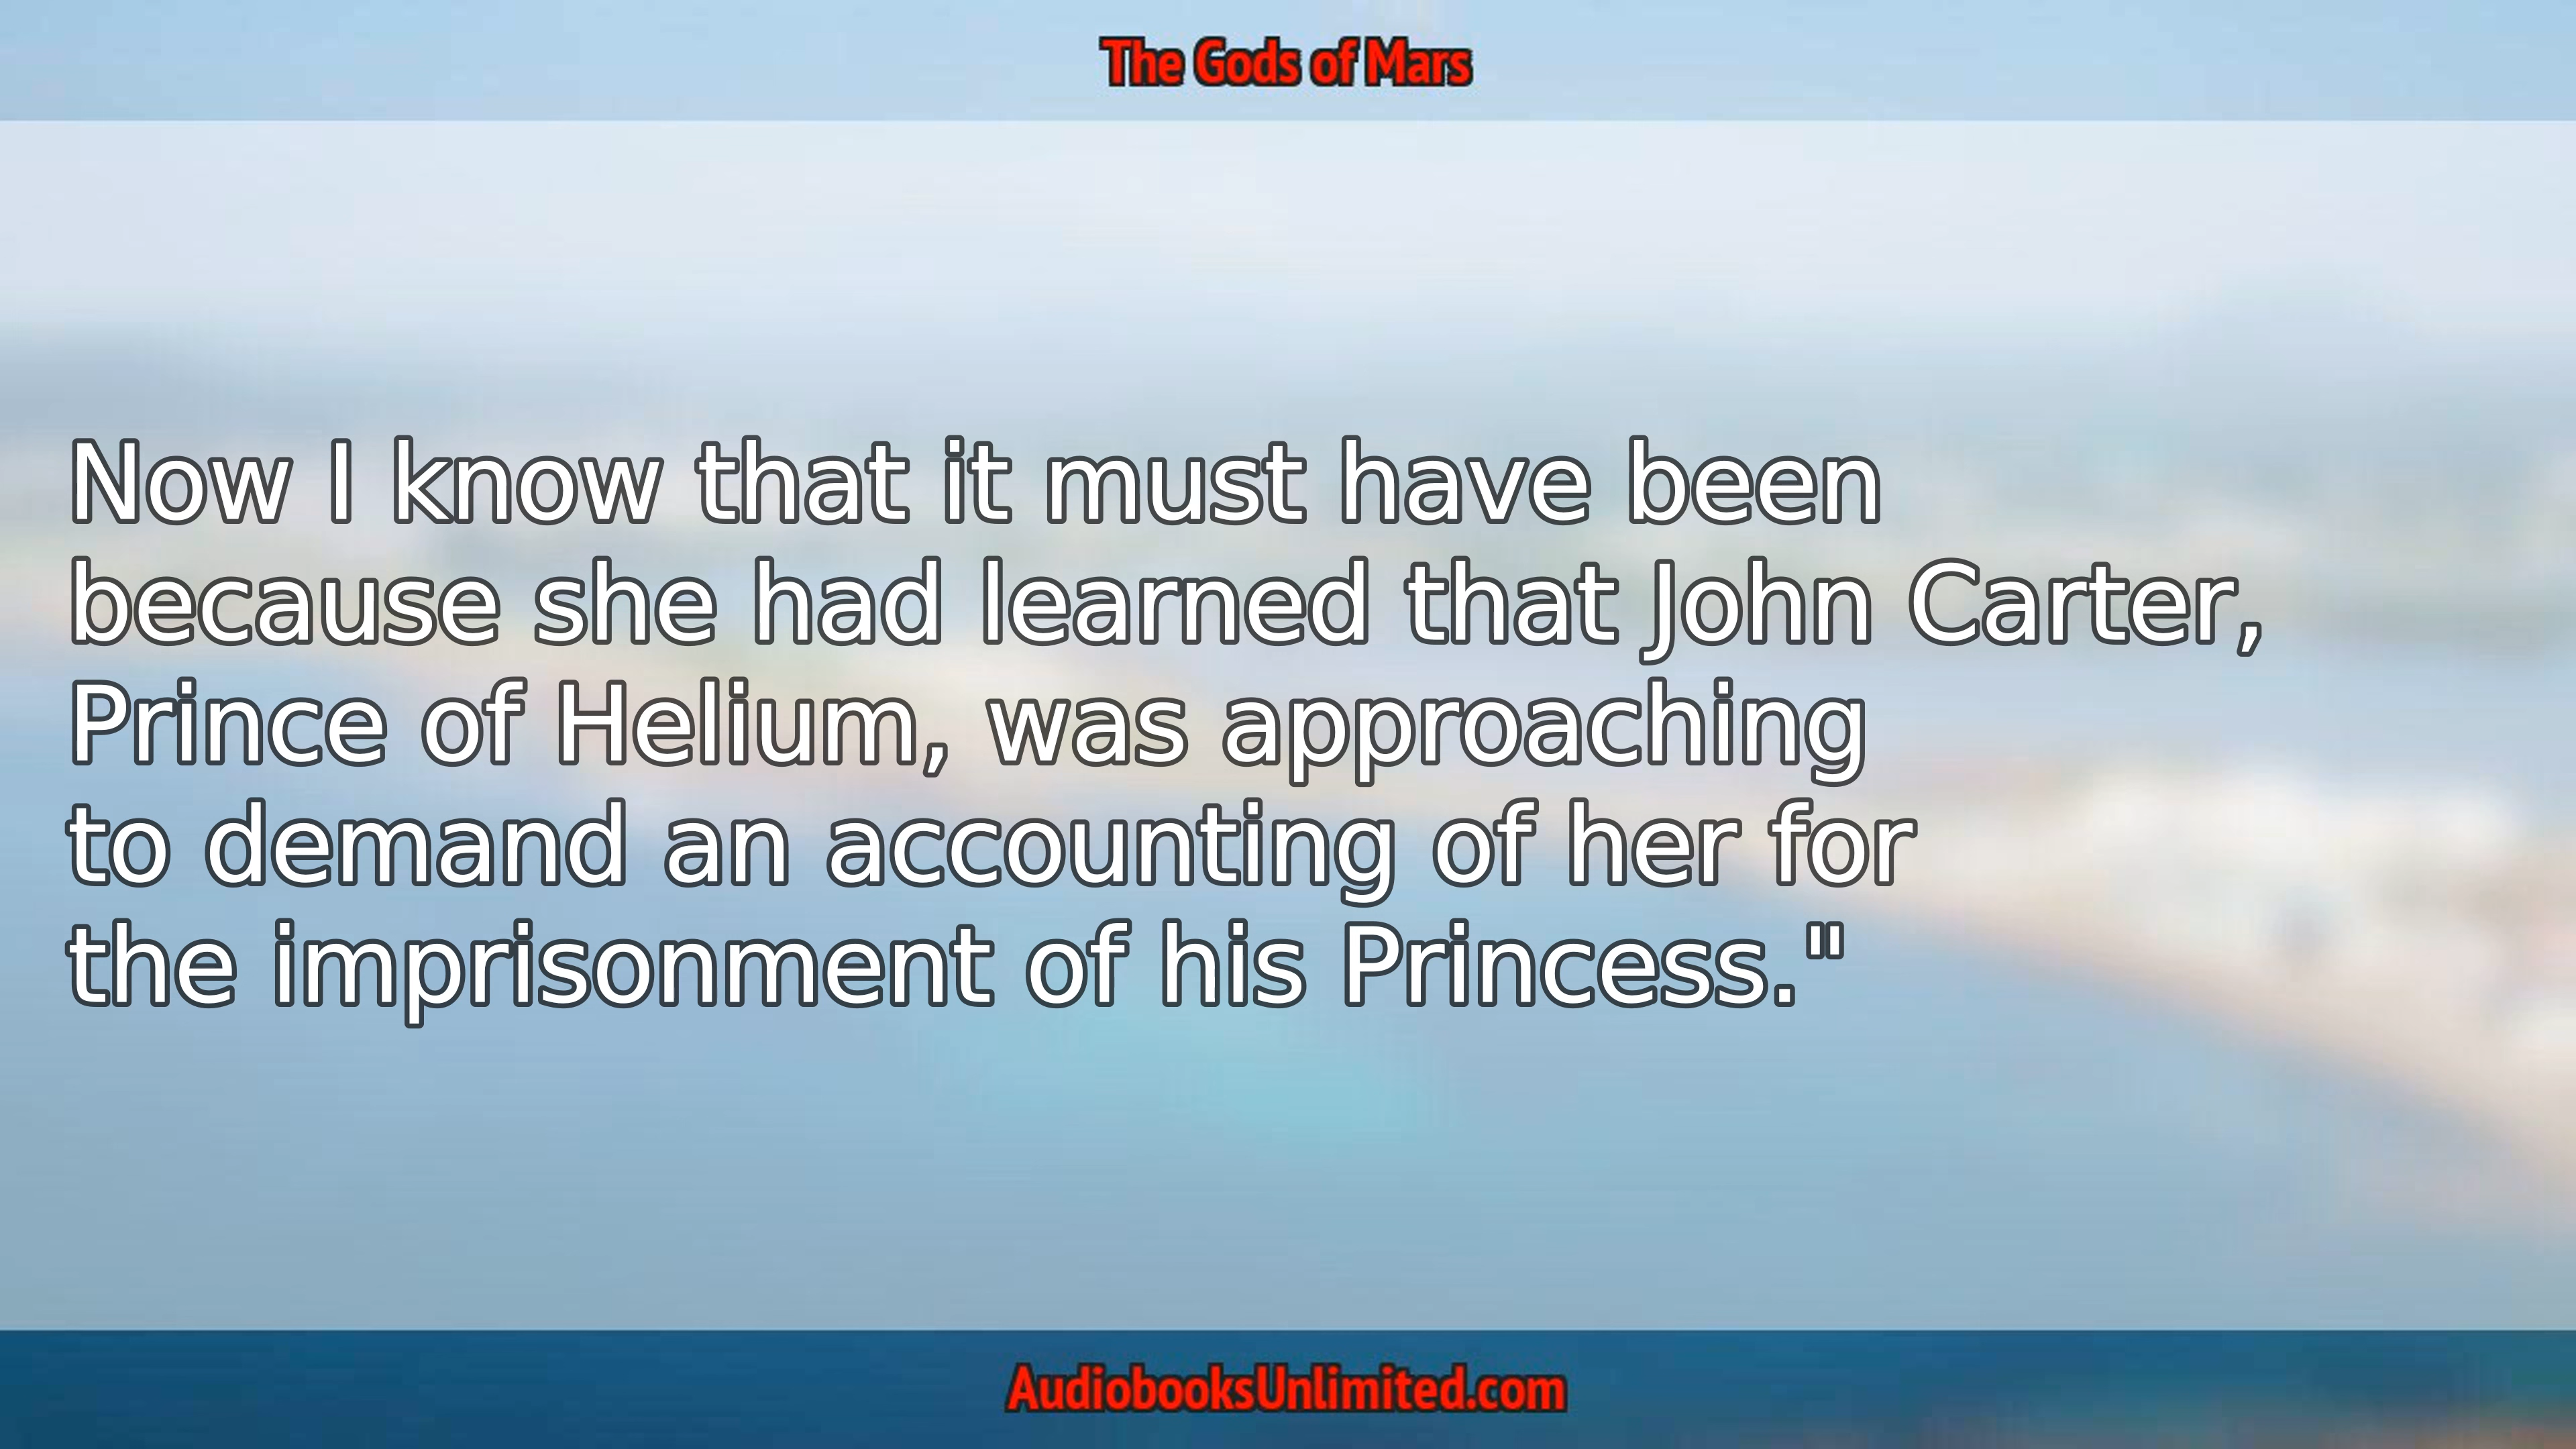 The Gods of Mars
Now I know that it must have been
because she had learned that John Carter,
Prince of Helium, was approaching
to demand an accounting of her for
the imprisonment of his Princess."
AudiobooksUnlimited.com